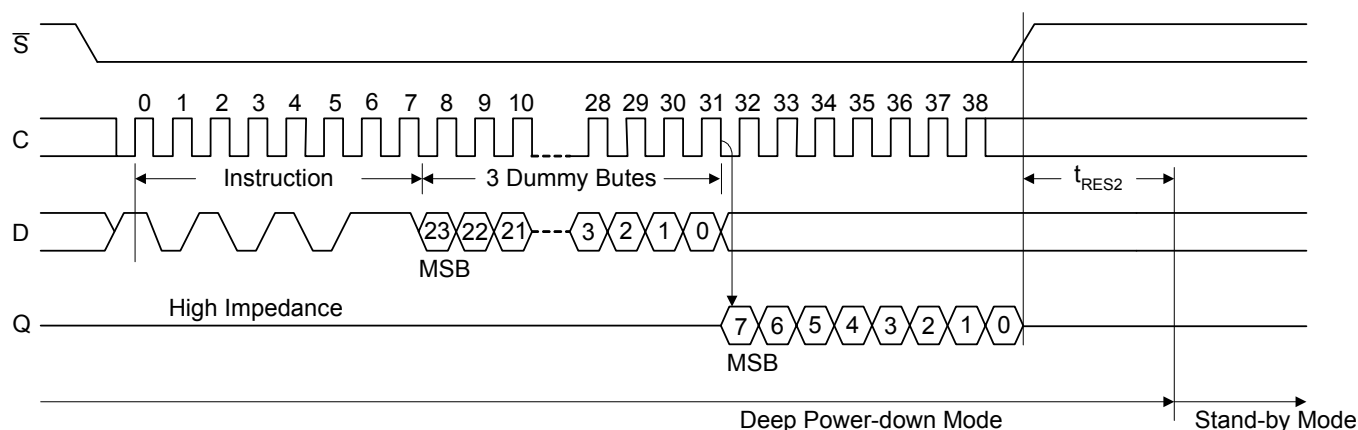 S
0 1 2 3 4 5 6 7 8 9 10 28 29 30 31 32 33 34 35 36 37 38
C
Instruction 3 Dummy Butes tRES2
D 23 22 21 3 2 1 0
MSB
High Impedance
Q 7 6 5 4 3 2 1 0
MSB
Deep Power-down Mode Stand-by Mode